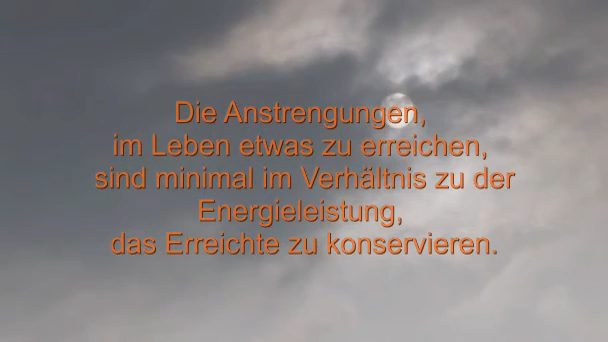 Die Anstrengungen,
im Leben etwas zu erreichen,
sind minimal im Verhältnis zu der
Energieleistung,
das Erreichte zu konservieren.